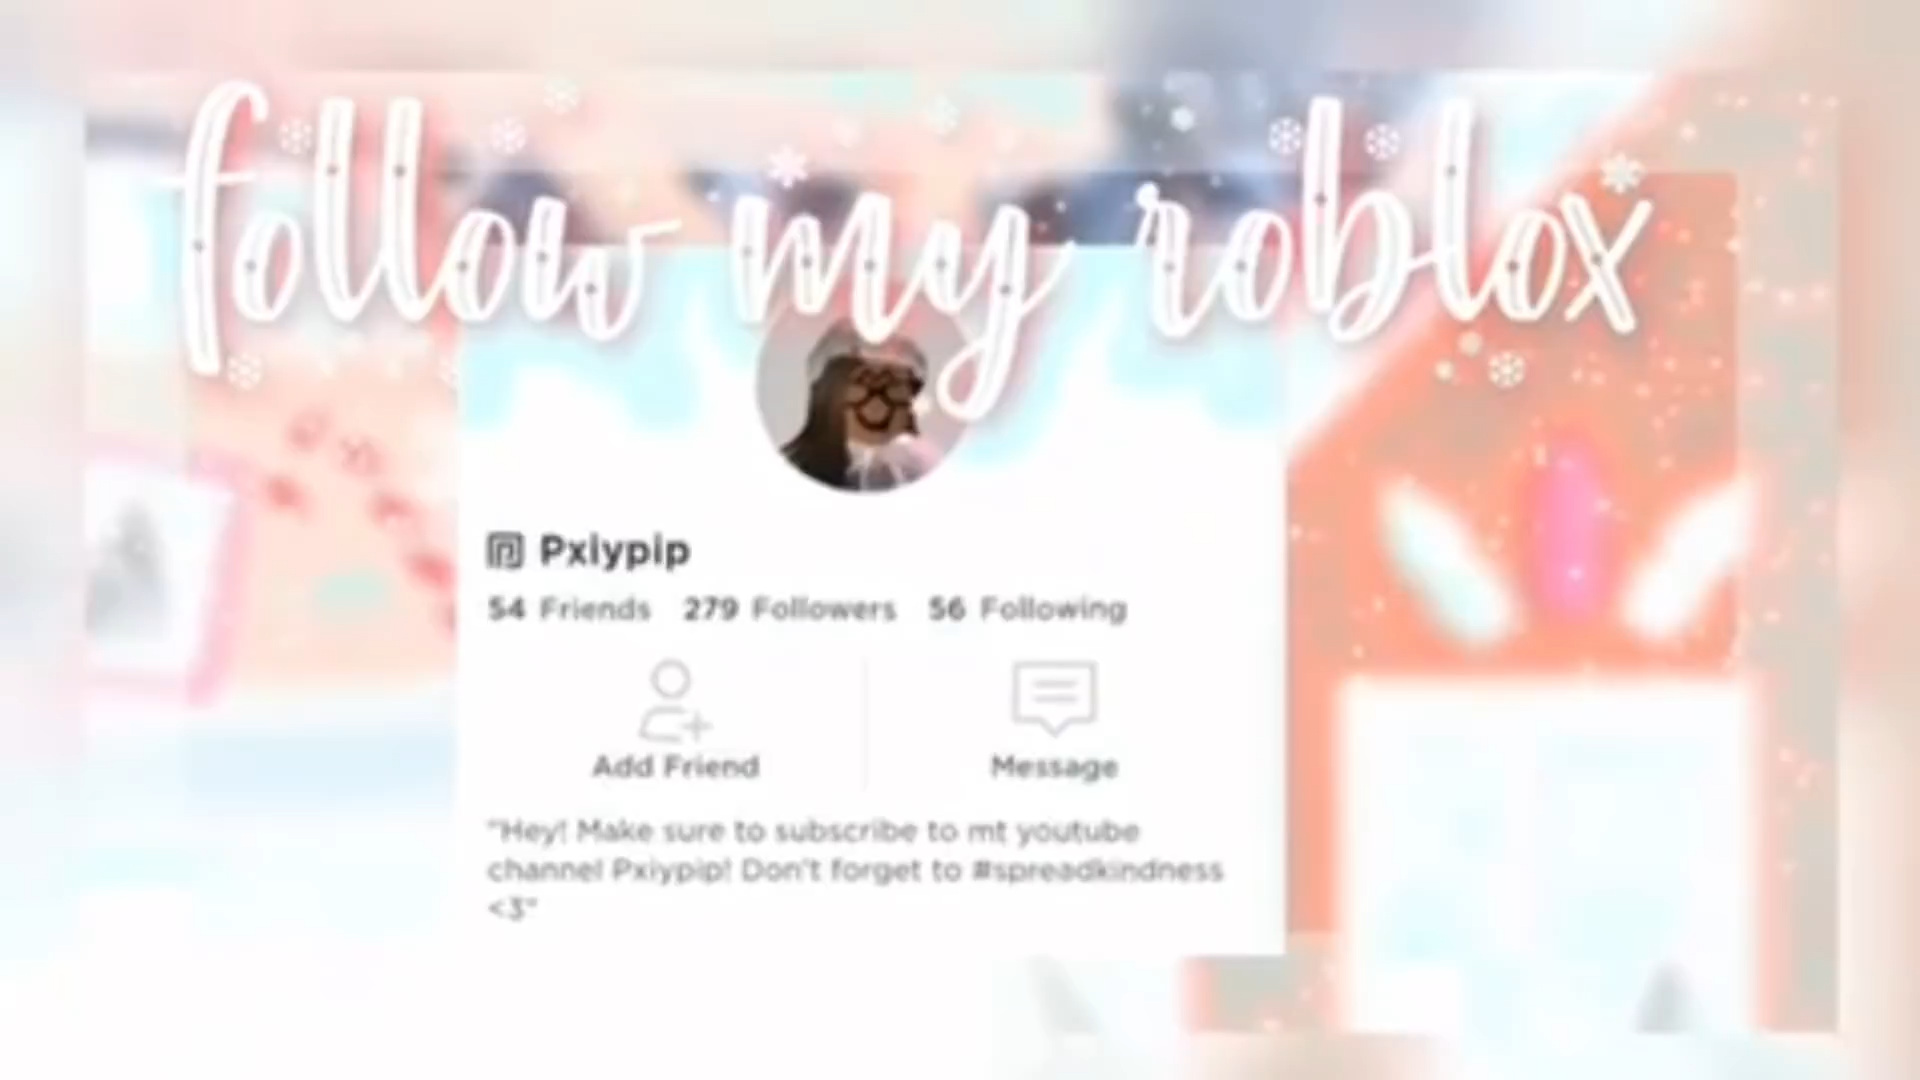 follow my roblox
Pxiypip
54 Friends 279 Followers 56 Following
Add Friend Message
"Hey! Make sure to subscribe to mt youtube
channel Pxiypip! Don't forget to #spreadkindness
<3"